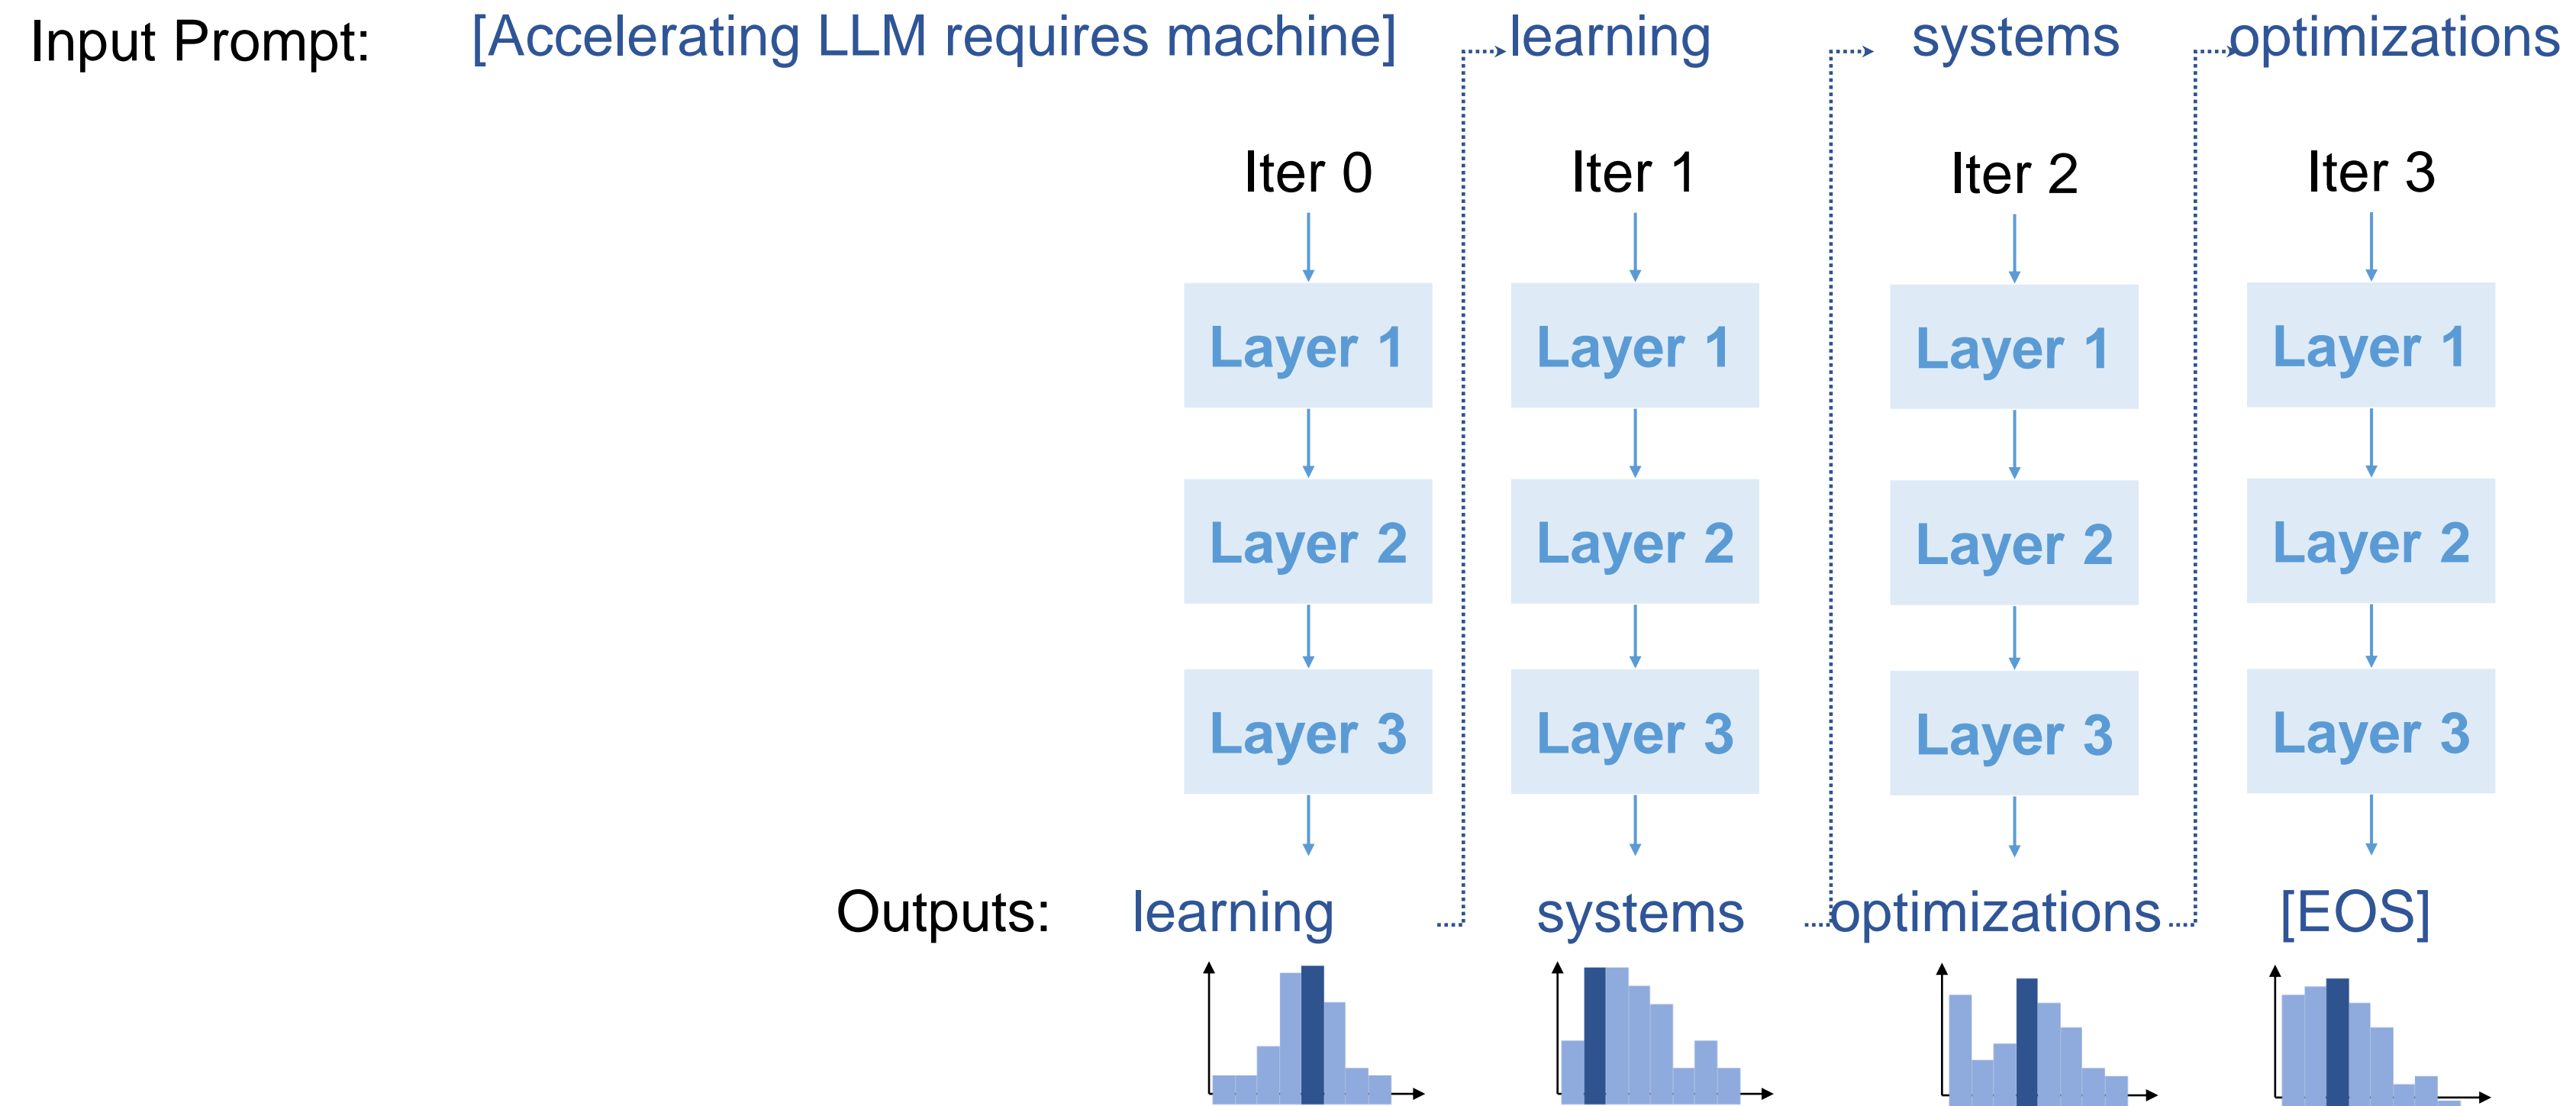 Input Prompt: [Accelerating LLM requires machine] learning systems optimizations
Iter 0 Iter 1 Iter 2 Iter 3
Layer 1 Layer 1 Layer 1 Layer 1
Layer 2 Layer 2 Layer 2 Layer 2
Layer 3 Layer 3 Layer 3 Layer 3
Outputs: learning systems optimizations [EOS]